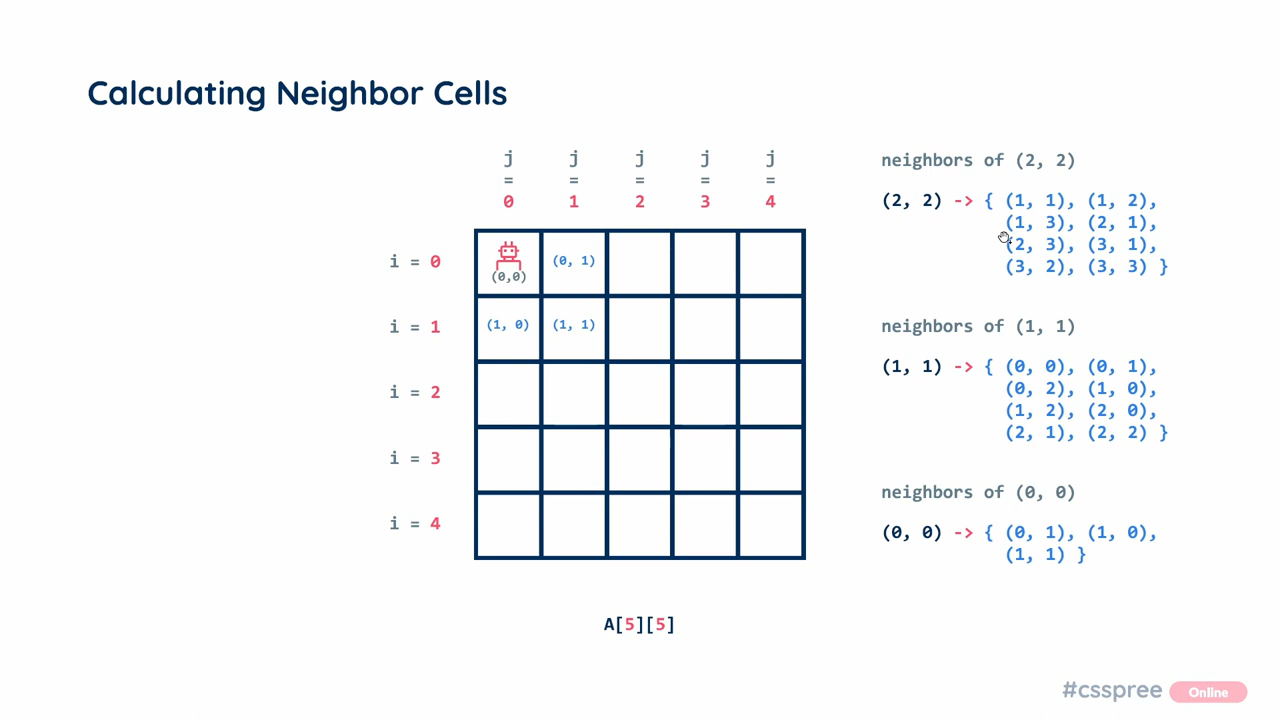 Calculating Neighbor Cells
j j j j j
= = = = =
0 1 2 3 4
i = 0
(0,0)
(0, 1)
i = 1
(1, 0)
(1, 1)
i = 2
i = 3
i = 4
A[5][5]
neighbors of (2, 2)
(2, 2) -> { (1, 1), (1, 2),
(1, 3), (2, 1),
(2, 3), (3, 1),
(3, 2), (3, 3) }
neighbors of (1, 1)
(1, 1) -> { (0, 0), (0, 1),
(0, 2), (1, 0),
(1, 2), (2, 0),
(2, 1), (2, 2) }
neighbors of (0, 0)
(0, 0) -> { (0, 1), (1, 0),
(1, 1) }
#csspree Online